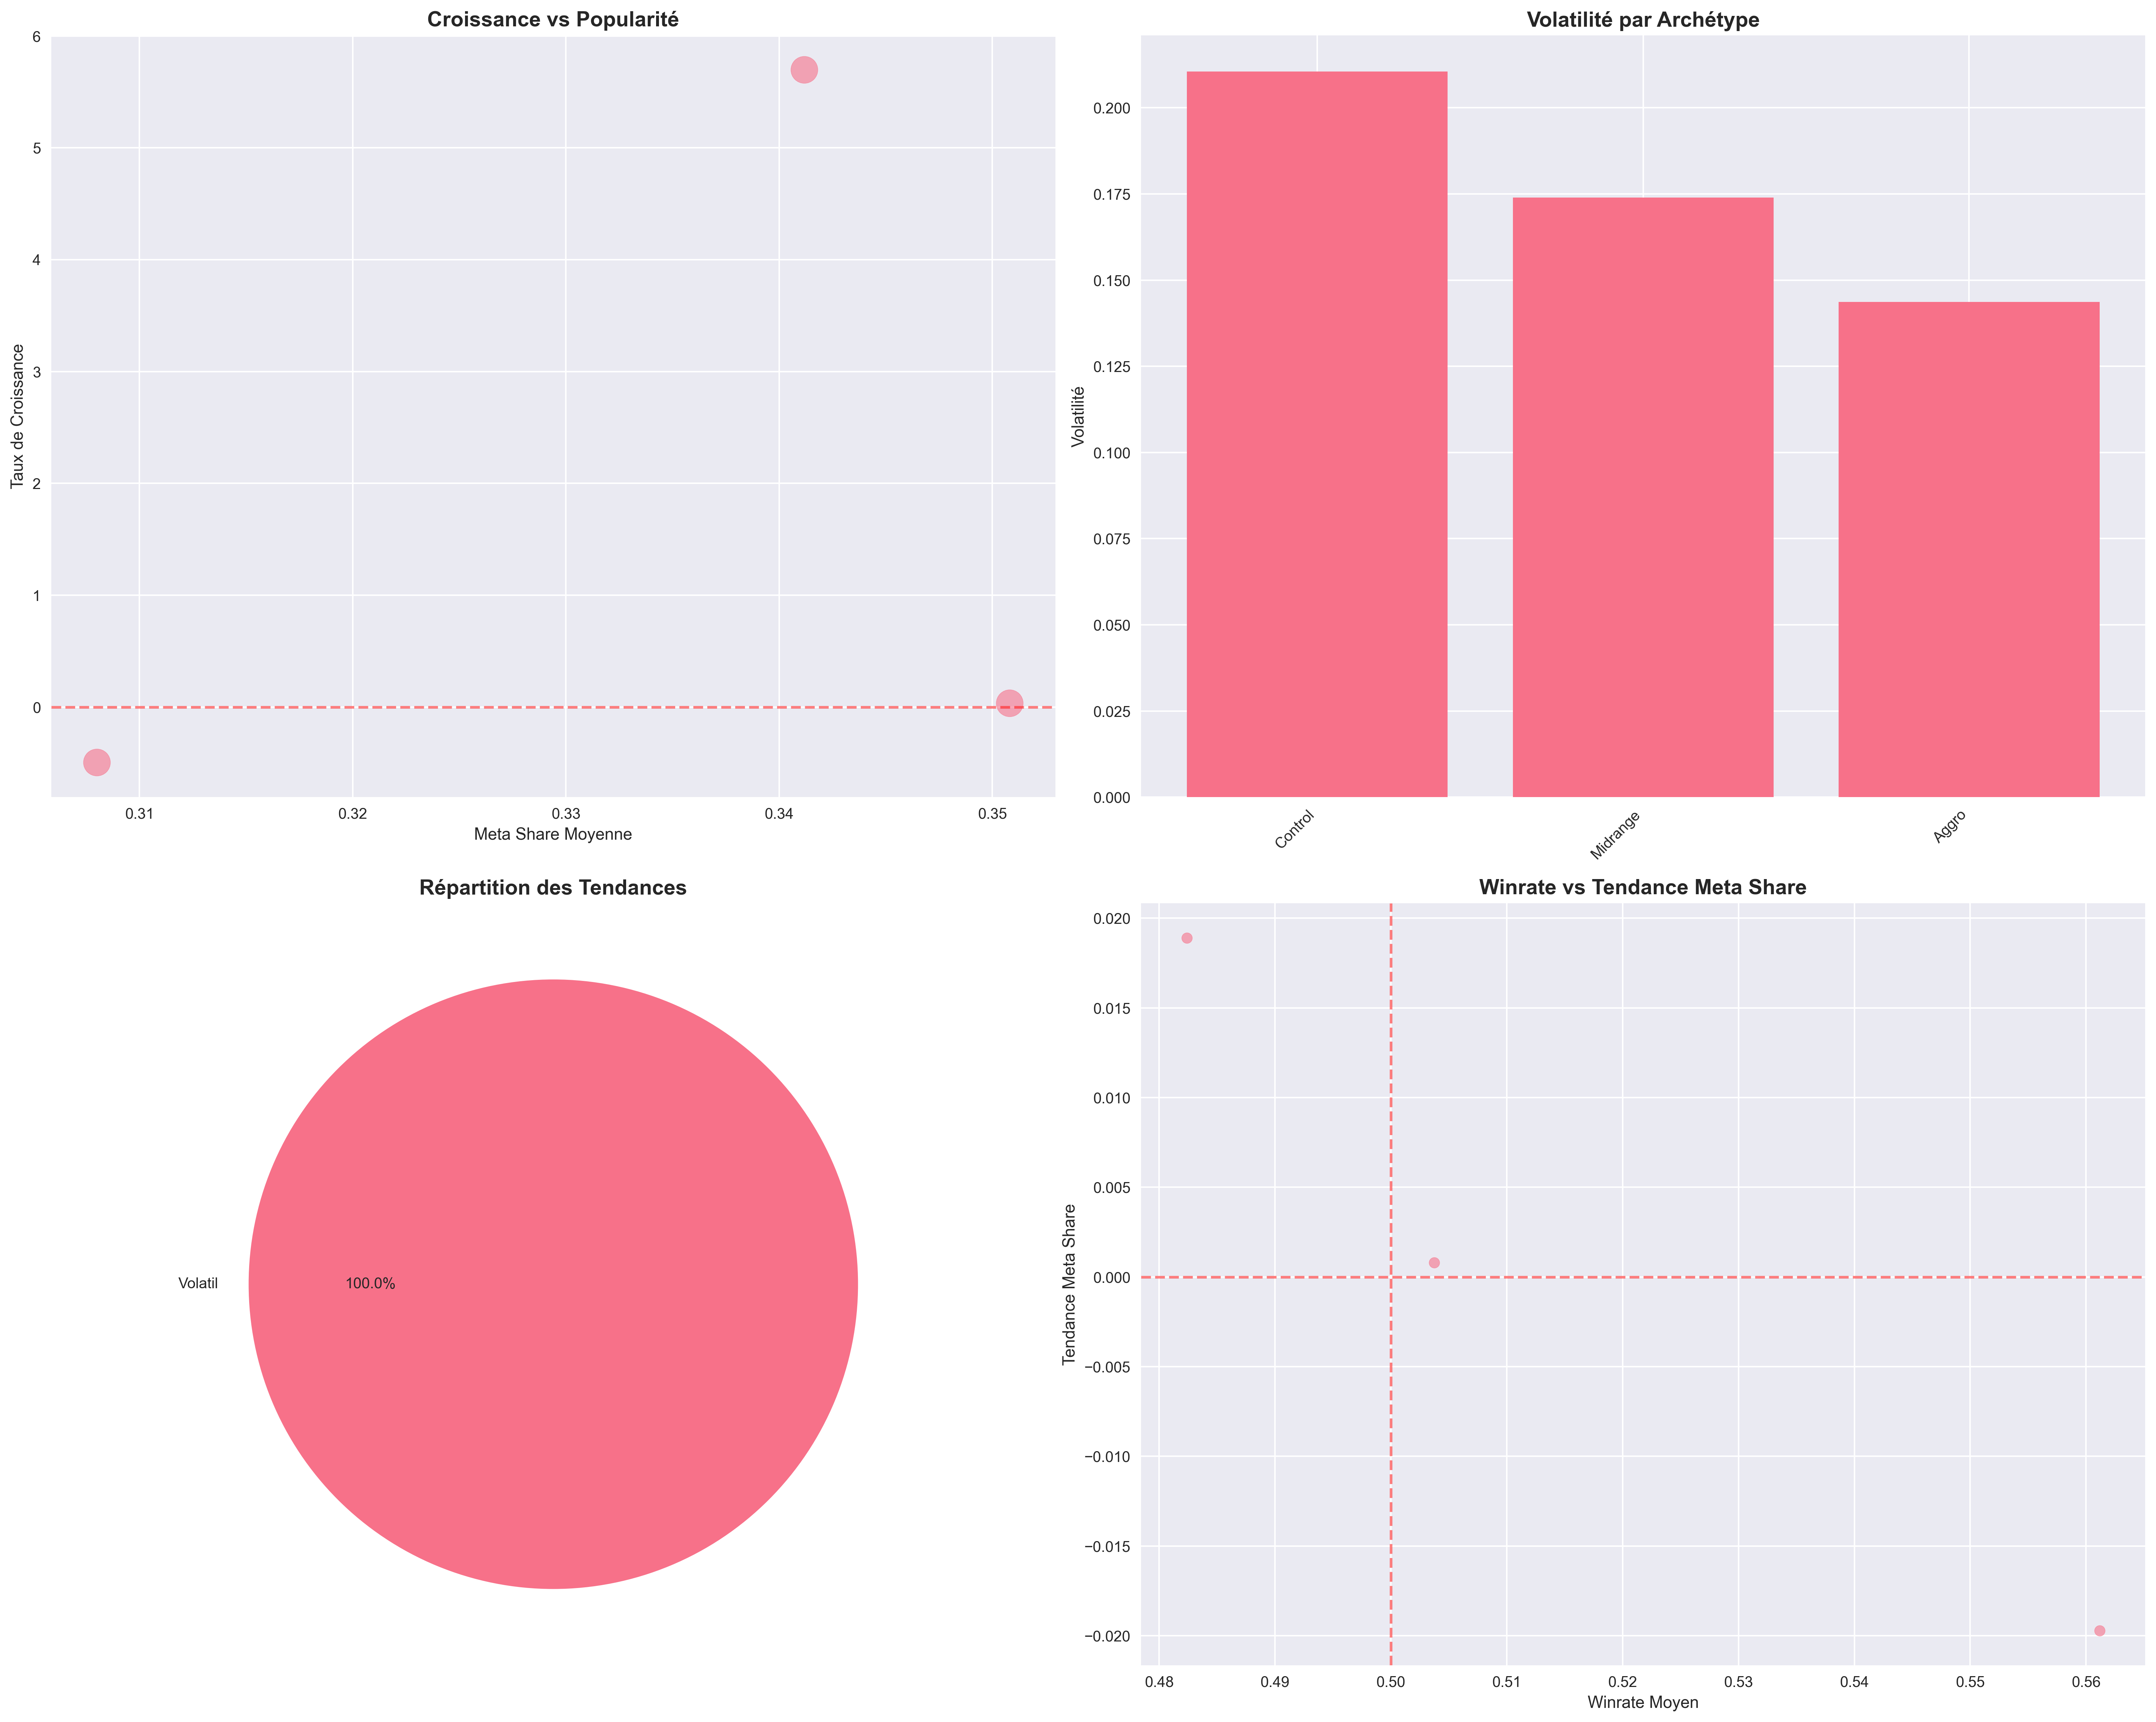 Croissance vs Popularité
Taux de Croissance
6
5
4
3
2
1
0
0.31 0.32 0.33 0.34 0.35
Meta Share Moyenne
Volatilité par Archétype
Volatilité
0.200
0.175
0.150
0.125
0.100
0.075
0.050
0.025
0.000
Control Midrange Aggro
Répartition des Tendances
Volatil 100.0%
Winrate vs Tendance Meta Share
Tendance Meta Share
0.020
0.015
0.010
0.005
0.000
−0.005
−0.010
−0.015
−0.020
0.48 0.49 0.50 0.51 0.52 0.53 0.54 0.55 0.56
Winrate Moyen